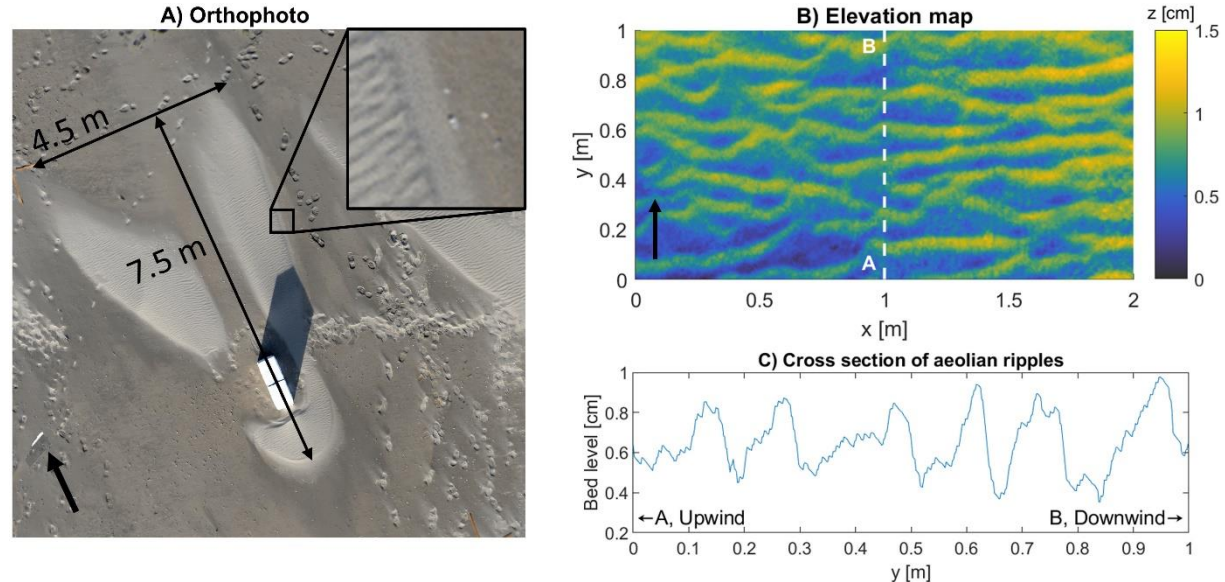 A) Orthophoto
4.5 m
7.5 m
B) Elevation map
z [cm]
1.5
1
0.5
0
1
0.8
0.6
0.4
0.2
0
y [m]
B
A
0
0.5
1
1.5
2
x [m]
C) Cross section of aeolian ripples
1
0.8
0.6
0.4
0.2
Bed level [cm]
←A, Upwind
B, Downwind→
0
0.1
0.2
0.3
0.4
0.5
0.6
0.7
0.8
0.9
1
y [m]